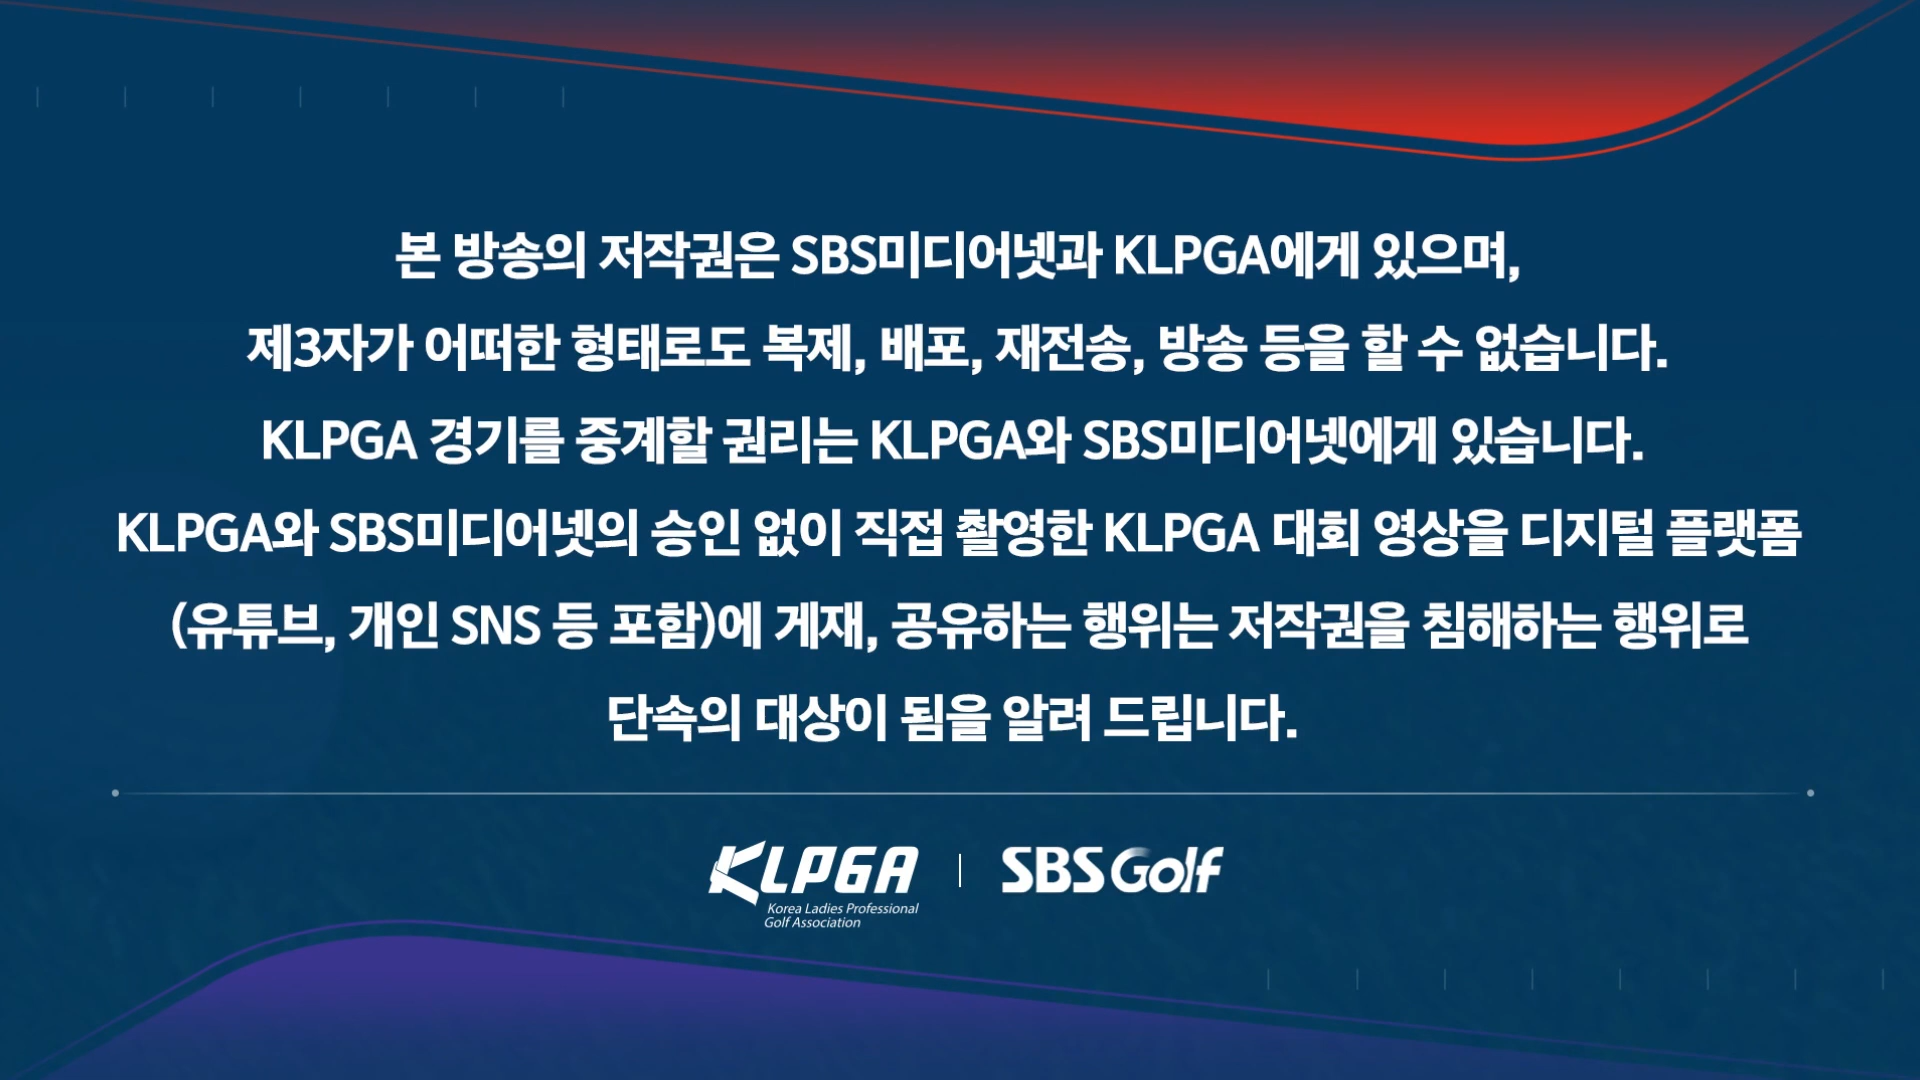 본 방송의 저작권은 SBS미디어넷과 KLPGA에게 있으며,
제3자가 어떠한 형태로도 복제, 배포, 재전송, 방송 등을 할 수 없습니다.
KLPGA 경기를 중계할 권리는 KLPGA와 SBS미디어넷에게 있습니다.
KLPGA와 SBS미디어넷의 승인 없이 직접 촬영한 KLPGA 대회 영상을 디지털 플랫폼
(유튜브, 개인 SNS 등 포함)에 게재, 공유하는 행위는 저작권을 침해하는 행위로
단속의 대상이 됨을 알려 드립니다.
KLPGA
Korea Ladies Professional
Golf Association
SBS Golf